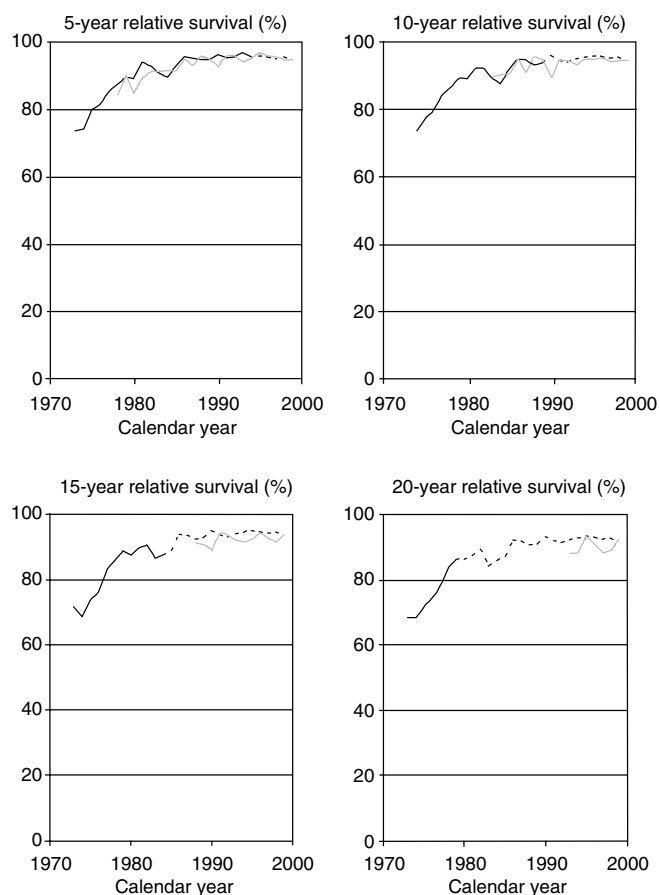 5-year relative survival (%)
100
80
60
40
20
0
1970 1980 1990 2000
Calendar year
10-year relative survival (%)
100
80
60
40
20
0
1970 1980 1990 2000
Calendar year
15-year relative survival (%)
100
80
60
40
20
0
1970 1980 1990 2000
Calendar year
20-year relative survival (%)
100
80
60
40
20
0
1970 1980 1990 2000
Calendar year